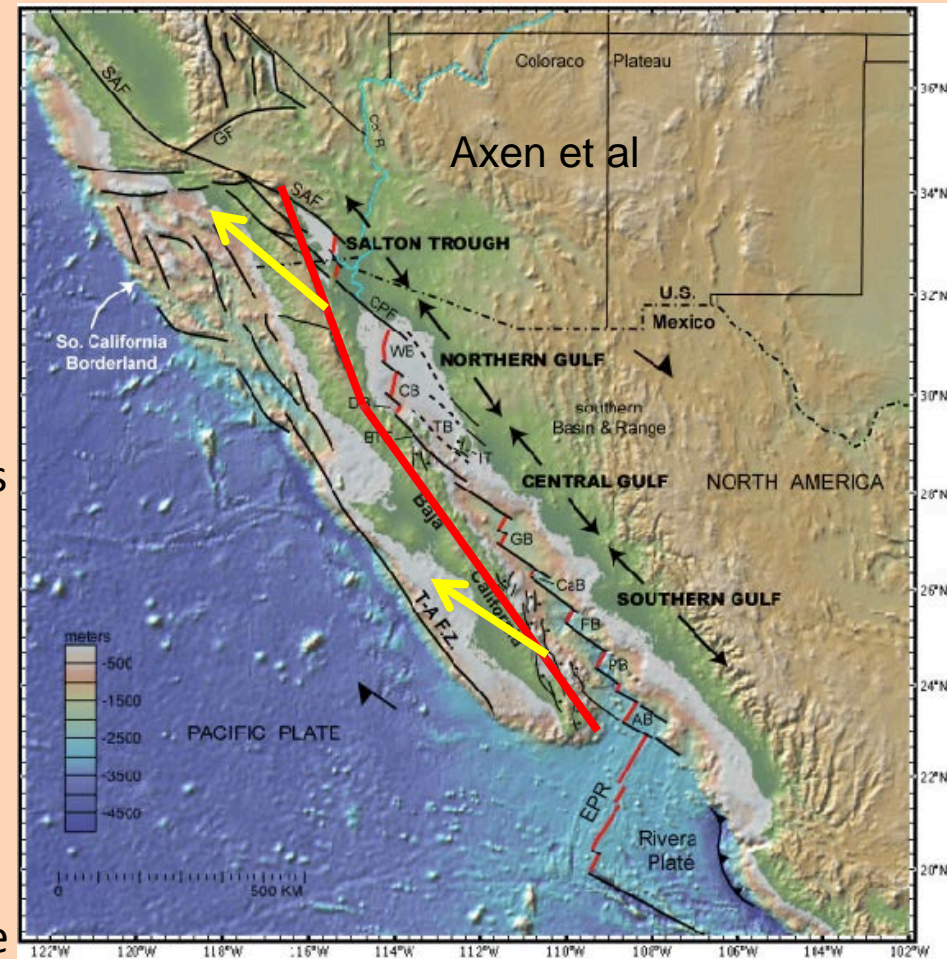 SAF
GF
Co. R.
Coloraco Plateau
36°N
Axen et al
34°N
SAF
SALTON TROUGH
32°N
U.S.
Mexico
CPF
So. California
Borderland
WB
NORTHERN GULF
CB
30°N
southern
Basin & Range
TB
IT
s
CENTRAL GULF
NORTH AMERICA
28°N
Baja
GB
California
CaB
26°N
SOUTHERN GULF
T-A F.Z.
FB
meters
-500
-1500
-2500
-3500
-4500
PB
24°N
PACIFIC PLATE
AB
22°N
EPR
Rivera
Platé
20°N
0 500 KM
e
122°W 120°W 118°W 116°W 114°W 112°W 110°W 108°W 106°W 104°W 102°W